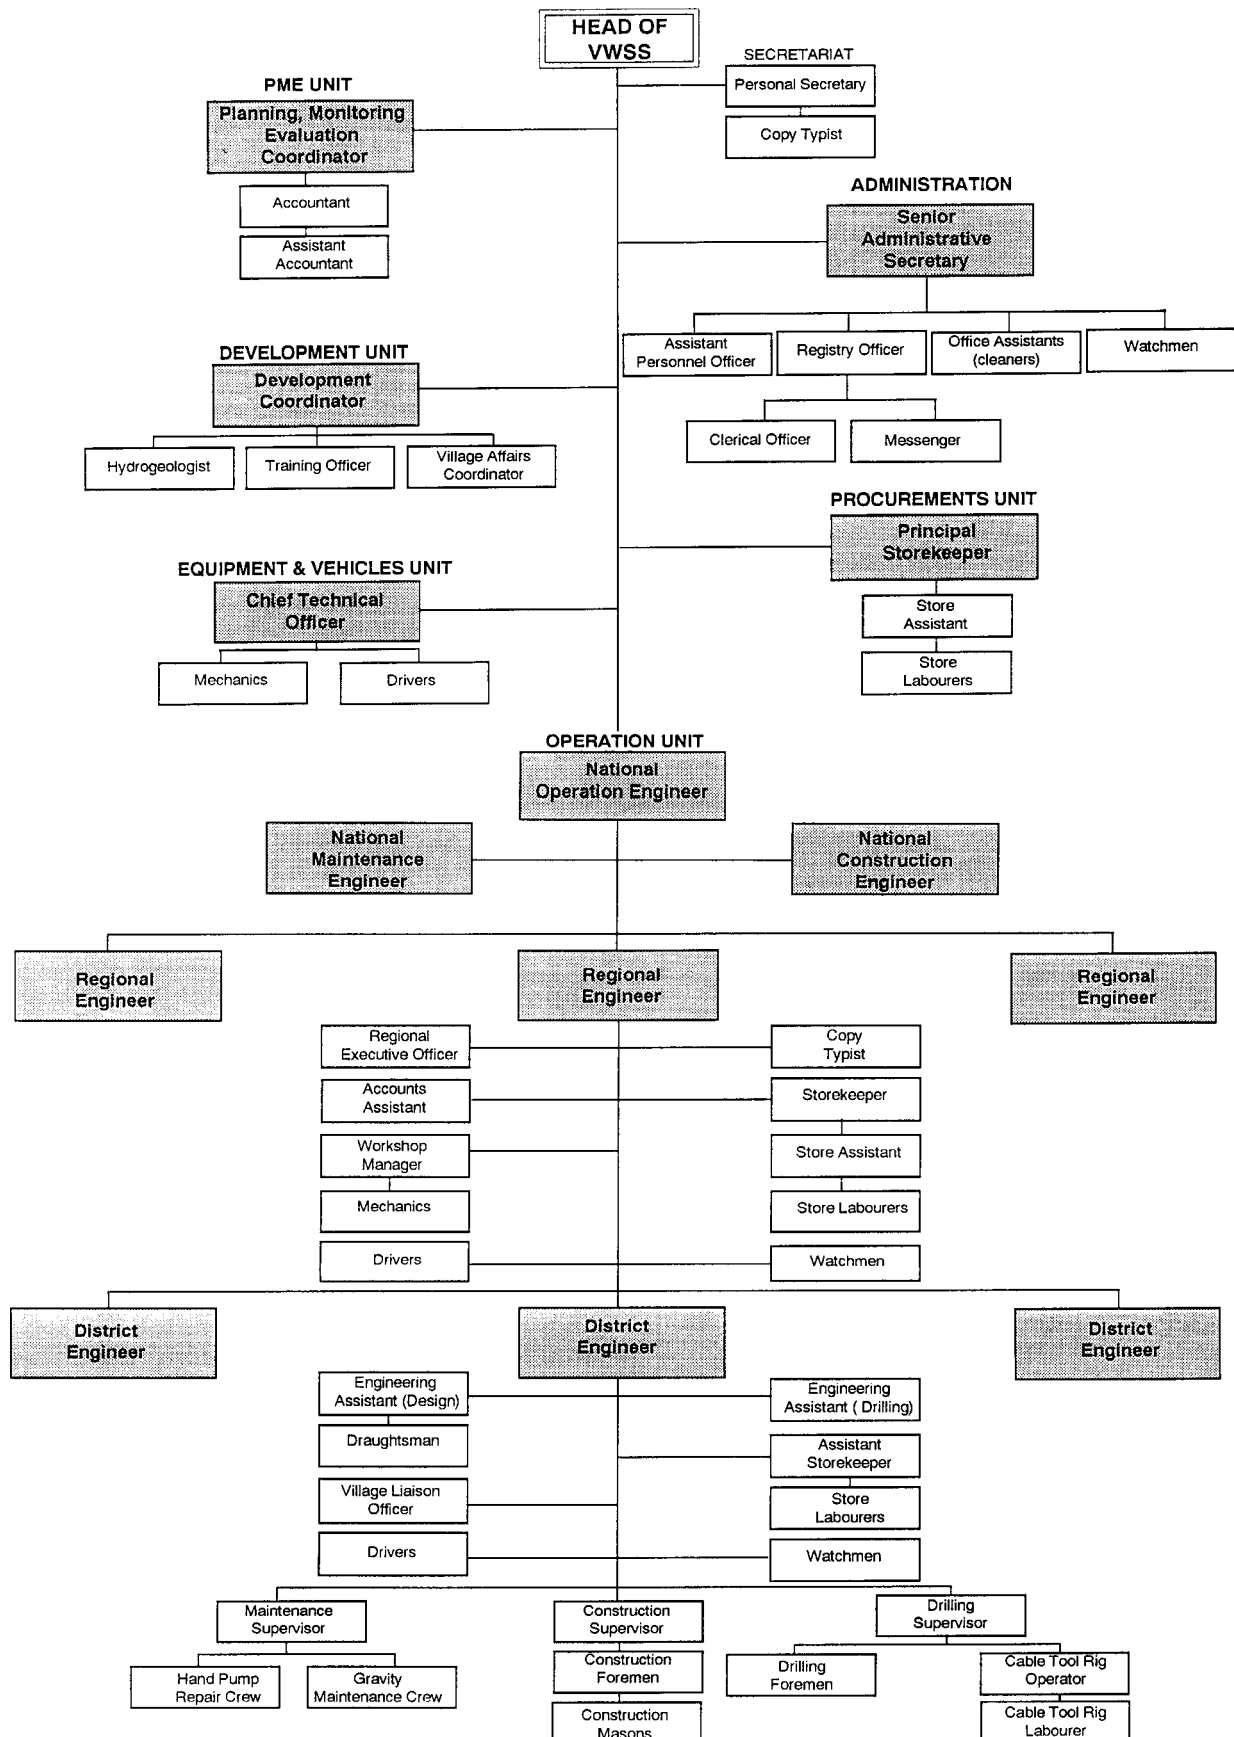 HEAD OF
VWSS
SECRETARIAT
Personal Secretary
Copy Typist
PME UNIT
Planning, Monitoring
Evaluation
Coordinator
Accountant
Assistant
Accountant
ADMINISTRATION
Senior
Administrative
Secretary
Assistant
Personnel Officer
Registry Officer
Office Assistants
(cleaners)
Watchmen
Clerical Officer
Messenger
DEVELOPMENT UNIT
Development
Coordinator
Hydrogeologist
Training Officer
Village Affairs
Coordinator
PROCUREMENTS UNIT
Principal
Storekeeper
Store
Assistant
Store
Labourers
EQUIPMENT & VEHICLES UNIT
Chief Technical
Officer
Mechanics
Drivers
OPERATION UNIT
National
Operation Engineer
National
Maintenance
Engineer
National
Construction
Engineer
Regional
Engineer
Regional
Engineer
Regional
Engineer
Regional
Executive Officer
Copy
Typist
Accounts
Assistant
Storekeeper
Workshop
Manager
Store Assistant
Mechanics
Store Labourers
Drivers
Watchmen
District
Engineer
District
Engineer
District
Engineer
Engineering
Assistant (Design)
Engineering
Assistant ( Drilling)
Draughtsman
Assistant
Storekeeper
Village Liaison
Officer
Store
Labourers
Drivers
Watchmen
Maintenance
Supervisor
Construction
Supervisor
Drilling
Supervisor
Hand Pump
Repair Crew
Gravity
Maintenance Crew
Construction
Foremen
Drilling
Foremen
Cable Tool Rig
Operator
Construction
Masons
Cable Tool Rig
Labourer